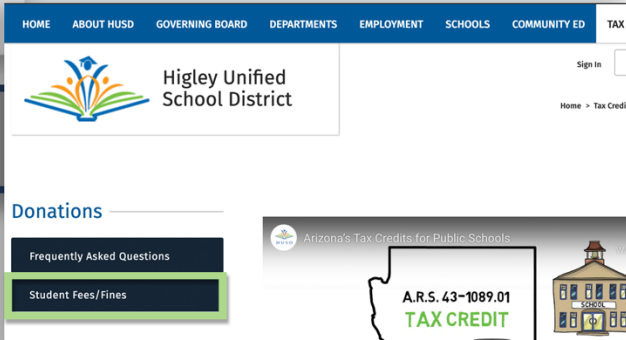 HOME ABOUT HUSD GOVERNING BOARD DEPARTMENTS EMPLOYMENT SCHOOLS COMMUNITY ED TAX
Sign In
Higley Unified
School District
Home > Tax Credi
Donations
Frequently Asked Questions
Student Fees/Fines
HUSD
Arizona's Tax Credits for Public Schools
A.R.S. 43-1089.01
TAX CREDIT
SCHOOL